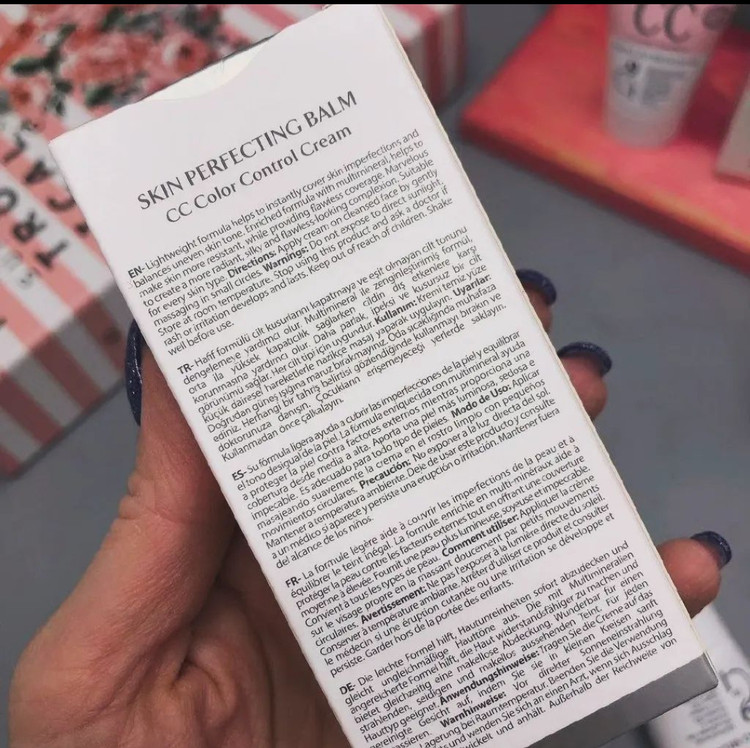 SKIN PERFECTING BALM
CC Color Control Cream
EN- Lightweight formula helps to instantly cover skin imperfections and
balances uneven skin tone. Enriched formula with multimineral, helps to
make skin more resistant, while providing flawless coverage. Marvelous
to create a more radiant, silky and flawless-looking complexion. Suitable
for every skin type. Directions: Apply cream on cleansed face by gently
massaging in small circles. Warnings: Do not expose to direct sunlight.
Store at room temperature. Stop using this product and ask a doctor if
rash or irritation develops and lasts. Keep out of reach of children. Shake
well before use.
TR- Hafif formülü cilt kusurlarını kapatmaya ve eşit olmayan cilt tonunu
dengelemeye yardımcı olur. Multimineral ile zenginleştirilmiş formül,
orta ila yüksek kapatıcılık sağlarken cildin dış etkenlere karşı
korunmasına yardımcı olur. Daha parlak, ipeksi ve kusursuz bir cilt
görünümü sağlar. Her cilt tipi için uygundur. Kullanım: Kremi temiz yüze
küçük dairesel hareketlerle nazikçe masaj yaparak uygulayın. Uyarılar:
Doğrudan güneş ışığına maruz bırakmayınız. Oda sıcaklığında muhafaza
ediniz. Herhangi bir tahriş geliştiği gözlendiğinde kullanmayı bırakın ve
doktorunuza danışın. Çocukların erişemeyeceği yerlerde saklayın.
Kullanmadan önce çalkalayın.
ES- Su fórmula ligera ayuda a cubrir las imperfecciones de la piel y equilibrar
el tono desigual de la piel. La fórmula enriquecida con multimineral ayuda
a proteger la piel contra factores externos mientras proporciona una
cobertura desde media a alta. Aporta una piel más luminosa, sedosa e
impecable. Es adecuado para todo tipo de pieles. Modo de Uso: Aplicar
masajeando suavemente la crema en el rostro limpio con pequeños
movimientos circulares. Precaución: No exponer a la luz directa del sol.
Mantener a temperatura ambiente. Deje de usar este producto y consulte
a un médico si aparece y persiste una erupción o irritación. Mantener fuera
del alcance de los niños.
FR- La formule légère aide à couvrir les imperfections de la peau et à
équilibrer le teint inégal. La formule enrichie en multi-minéraux aide à
protéger la peau contre les facteurs externes tout en offrant une couverture
moyenne à élevée. Fournit une peau plus lumineuse, soyeuse et impeccable.
Convient à tous les types de peau. Comment utiliser: Appliquer la crème
sur le visage propre en la massant doucement par petits mouvements
circulaires. Avertissement: Ne pas exposer à la lumière directe du soleil.
Conserver à température ambiante. Arrêter d'utiliser ce produit et consulter
le médecin si une éruption cutanée ou une irritation se développe et
persiste. Garder hors de la portée des enfants.
DE- Die leichte Formel hilft, Hautunreinheiten sofort abzudecken und
gleicht ungleichmäßige Hauttöne aus. Die mit Multimineralien
angereicherte Formel hilft, die Haut widerstandsfähiger zu machen und
bietet gleichzeitig eine makellose Abdeckung. Wunderbar für einen
strahlenden, seidigen und makellos aussehenden Teint. Für jeden
Hauttyp geeignet. Anwendungshinweise: Tragen Sie die Creme auf das
gereinigte Gesicht auf, indem Sie sie in kleinen Kreisen sanft
Warnhinweise: Vor direkter Sonneneinstrahlung
Lagerung bei Raumtemperatur. Beenden Sie die Verwendung
und wenden Sie sich an einen Arzt, wenn sich Ausschlag
und anhält. Außerhalb der Reichweite von
CC